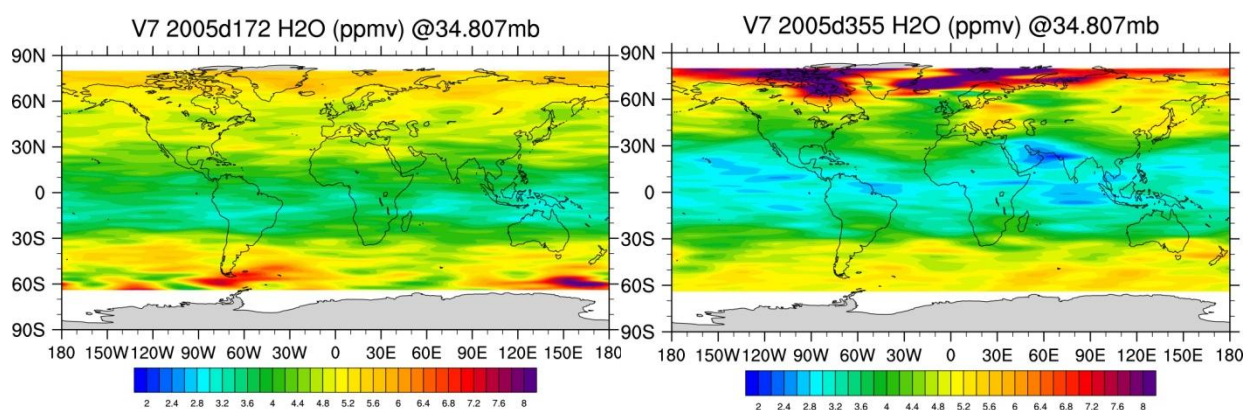 V7 2005d172 H2O (ppmv) @34.807mb
90N
60N
30N
0
30S
60S
90S
180 150W 120W 90W 60W 30W 0 30E 60E 90E 120E 150E 180
2 2.4 2.8 3.2 3.6 4 4.4 4.8 5.2 5.6 6 6.4 6.8 7.2 7.6 8
V7 2005d355 H2O (ppmv) @34.807mb
90N
60N
30N
0
30S
60S
90S
180 150W 120W 90W 60W 30W 0 30E 60E 90E 120E 150E 180
2 2.4 2.8 3.2 3.6 4 4.4 4.8 5.2 5.6 6 6.4 6.8 7.2 7.6 8